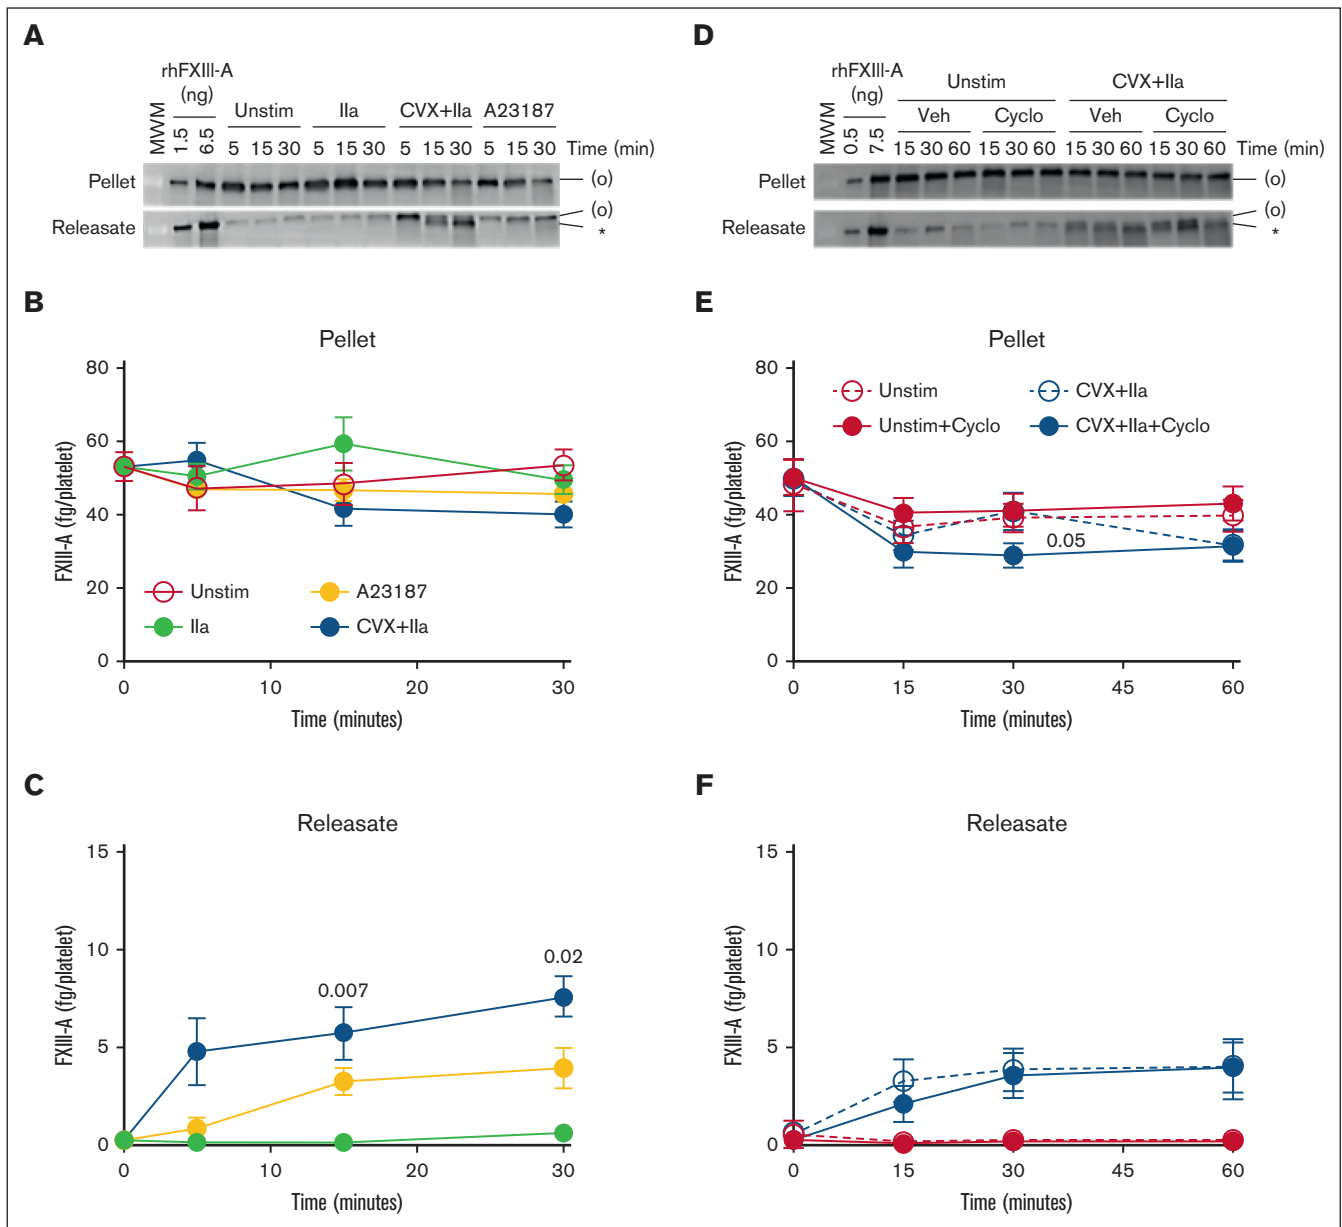 A
rhFXIII-A
(ng)
Unstim
IIa
CVX+IIa
A23187
MWM
1.5
6.5
5
15
30
5
15
30
5
15
30
5
15
30
Time (min)
Pellet
(o)
Releasate
(o)
*
B
Pellet
FXIII-A (fg/platelet)
80
60
40
20
0
Unstim
A23187
IIa
CVX+IIa
0
10
20
30
Time (minutes)
C
Releasate
FXIII-A (fg/platelet)
15
10
5
0
0.007
0.02
0
10
20
30
Time (minutes)
D
rhFXIII-A
(ng)
Unstim
CVX+IIa
Veh
Cyclo
Veh
Cyclo
MWM
0.5
7.5
15
30
60
15
30
60
15
30
60
15
30
60
Time (min)
Pellet
(o)
Releasate
(o)
*
E
Pellet
FXIII-A (fg/platelet)
80
60
40
20
0
Unstim
CVX+IIa
Unstim+Cyclo
CVX+IIa+Cyclo
0.05
0
15
30
45
60
Time (minutes)
F
Releasate
FXIII-A (fg/platelet)
15
10
5
0
0
15
30
45
60
Time (minutes)